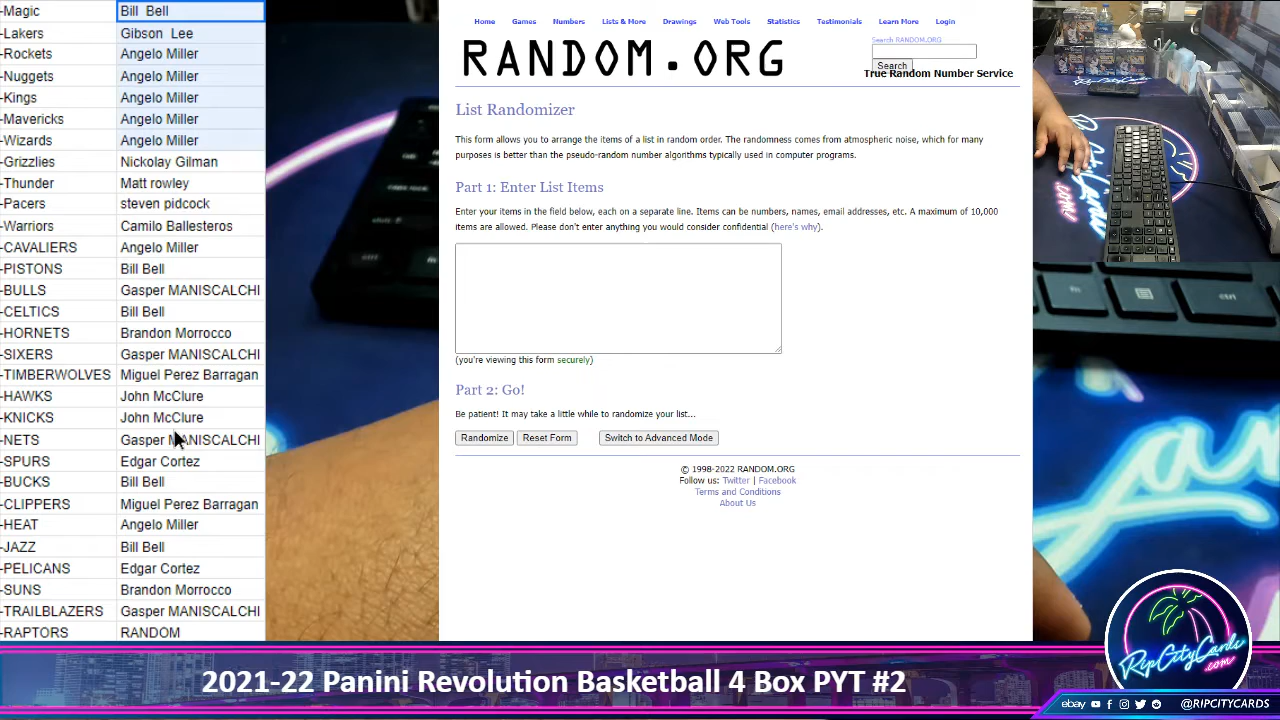 -Magic Bill Bell
-Lakers Gibson Lee
-Rockets Angelo Miller
-Nuggets Angelo Miller
-Kings Angelo Miller
-Mavericks Angelo Miller
-Wizards Angelo Miller
-Grizzlies Nickolay Gilman
-Thunder Matt rowley
-Pacers steven pidcock
-Warriors Camilo Ballesteros
-CAVALIERS Angelo Miller
-PISTONS Bill Bell
-BULLS Gasper MANISCALCHI
-CELTICS Bill Bell
-HORNETS Brandon Morrocco
-SIXERS Gasper MANISCALCHI
-TIMBERWOLVES Miguel Perez Barragan
-HAWKS John McClure
-KNICKS John McClure
-NETS Gasper MANISCALCHI
-SPURS Edgar Cortez
-BUCKS Bill Bell
-CLIPPERS Miguel Perez Barragan
-HEAT Angelo Miller
-JAZZ Bill Bell
-PELICANS Edgar Cortez
-SUNS Brandon Morrocco
-TRAILBLAZERS Gasper MANISCALCHI
-RAPTORS RANDOM
Home Games Numbers Lists & More Drawings Web Tools Statistics Testimonials Learn More Login
RANDOM.ORG
Search RANDOM.ORG
Search
True Random Number Service
List Randomizer
This form allows you to arrange the items of a list in random order. The randomness comes from atmospheric noise, which for many
purposes is better than the pseudo-random number algorithms typically used in computer programs.
Part 1: Enter List Items
Enter your items in the field below, each on a separate line. Items can be numbers, names, email addresses, etc. A maximum of 10,000
items are allowed. Please don't enter anything you would consider confidential (here's why).
(you're viewing this form securely)
Part 2: Go!
Be patient! It may take a little while to randomize your list...
Randomize Reset Form Switch to Advanced Mode
© 1998-2022 RANDOM.ORG
Follow us: Twitter | Facebook
Terms and Conditions
About Us
ctrl
2021-22 Panini Revolution Basketball 4 Box PYT #2
RipCityCards
.com
ebay @RIPCITYCARDS